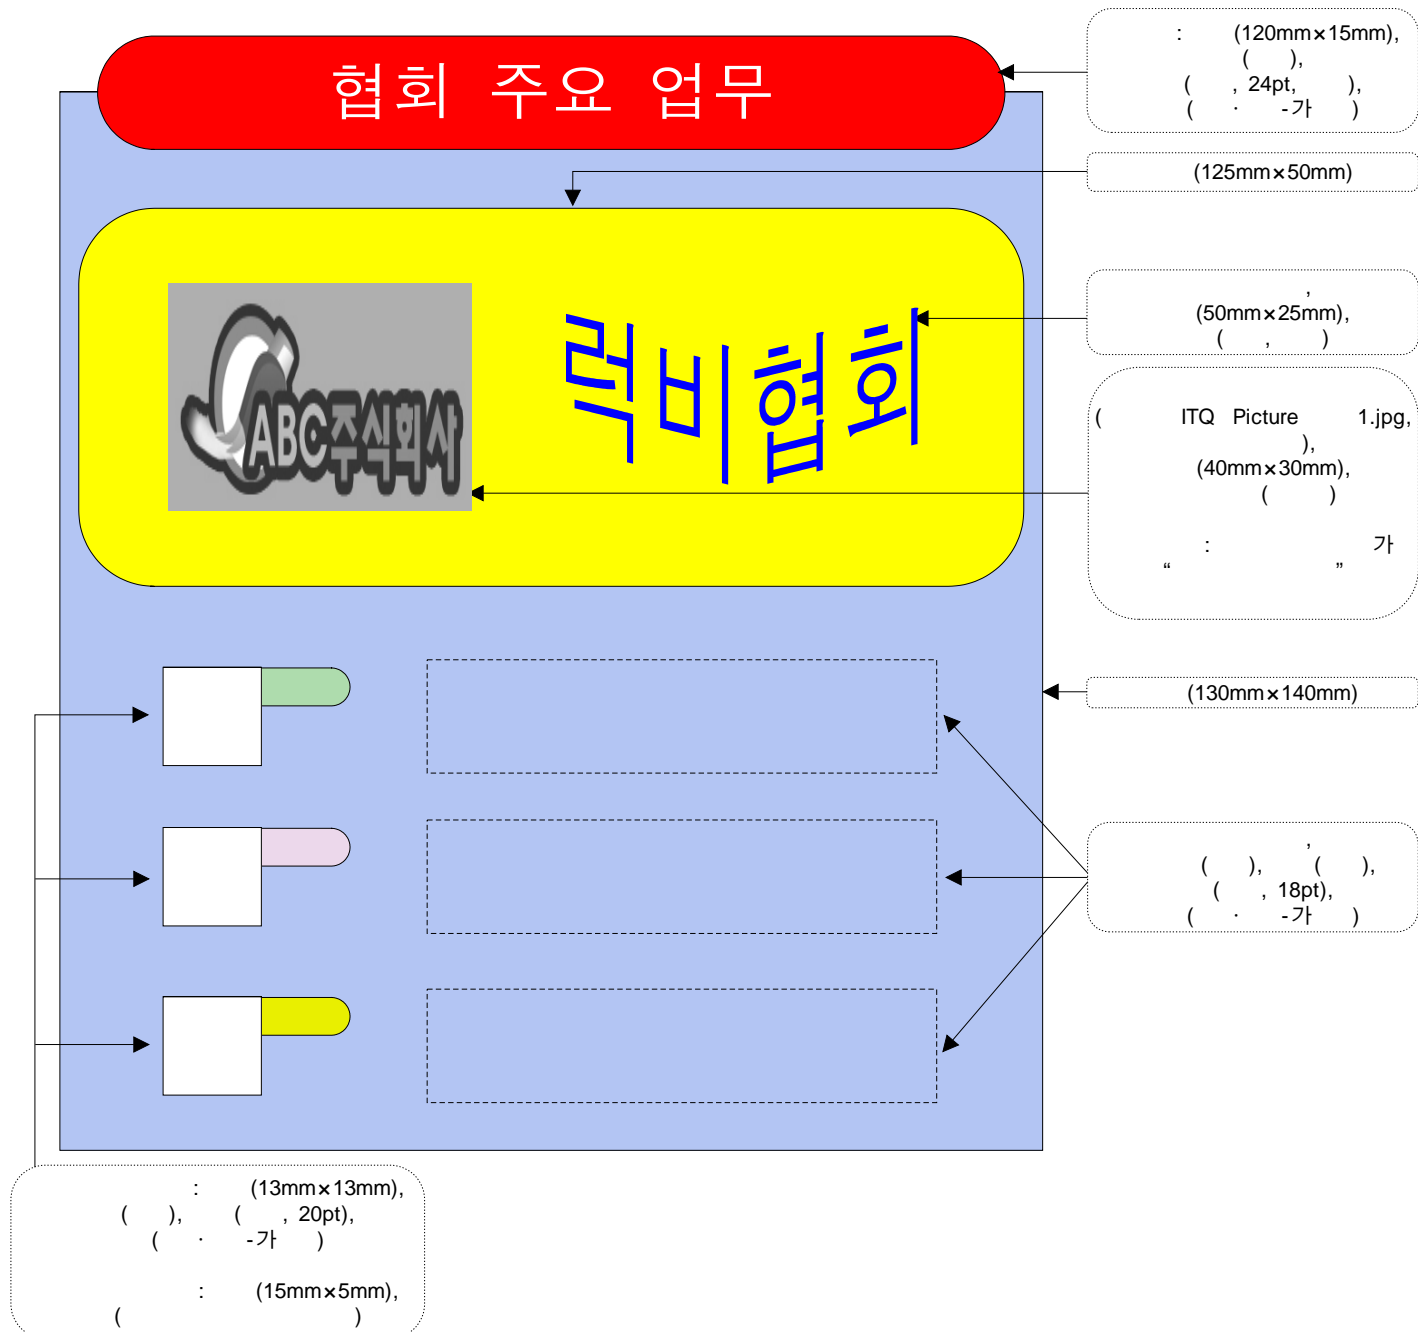 협회 주요 업무
: (120mm×15mm),
( ),
( , 24pt, ),
( · -가 )
(125mm×50mm)
,
(50mm×25mm),
( , )
럭비협회
ABC주식회사
( ITQ Picture 1.jpg,
),
(40mm×30mm),
( )
: 가
“ ”
(130mm×140mm)
,
( ), ( ),
( , 18pt),
( · -가 )
: (13mm×13mm),
( ), ( , 20pt),
( · -가 )
: (15mm×5mm),
( )